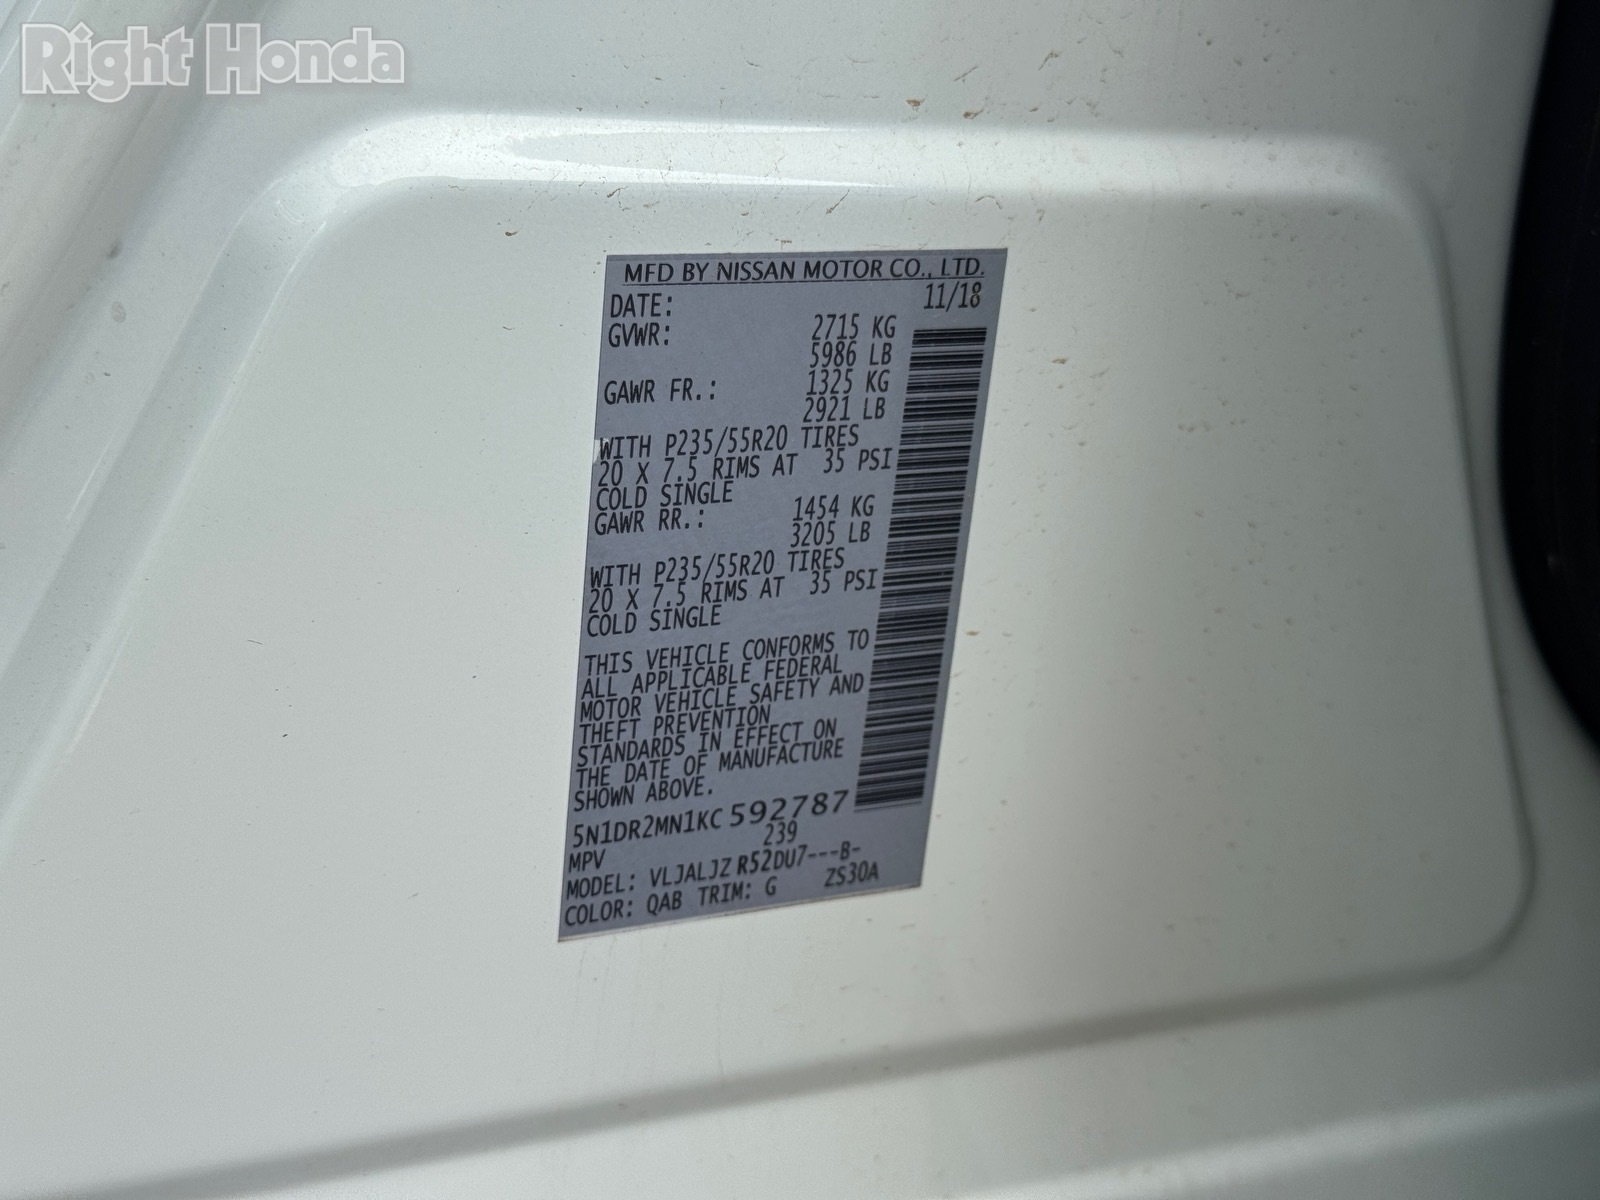 Right Honda
MFD BY NISSAN MOTOR CO., LTD.
DATE: 11/18
GVWR: 2715 KG
5986 LB
GAWR FR.: 1325 KG
2921 LB
WITH P235/55R20 TIRES
20 X 7.5 RIMS AT 35 PSI
COLD SINGLE
GAWR RR.: 1454 KG
3205 LB
WITH P235/55R20 TIRES
20 X 7.5 RIMS AT 35 PSI
COLD SINGLE
THIS VEHICLE CONFORMS TO
ALL APPLICABLE FEDERAL
MOTOR VEHICLE SAFETY AND
THEFT PREVENTION
STANDARDS IN EFFECT ON
THE DATE OF MANUFACTURE
SHOWN ABOVE.
5N1DR2MN1KC592787
MPV 239
MODEL: VLJALJZ R52DU7---B-
COLOR: QAB TRIM: G ZS30A